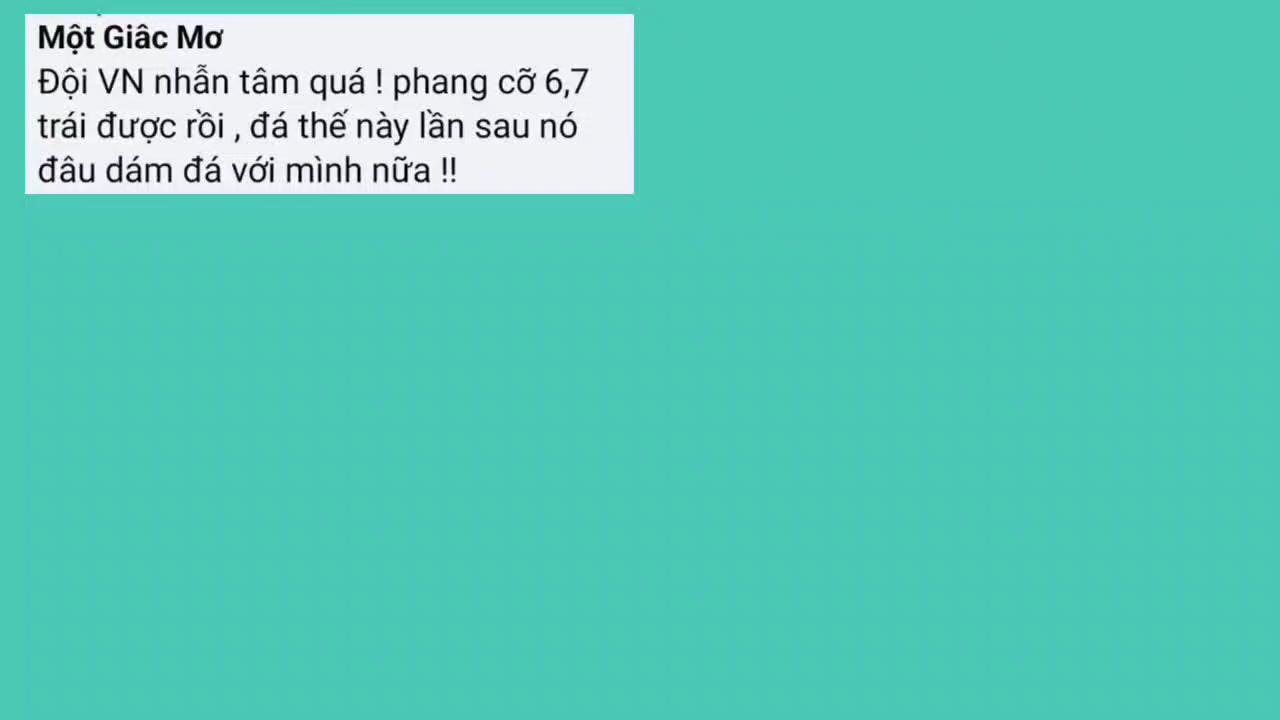 Một Giâc Mơ
Đội VN nhẫn tâm quá ! phang cỡ 6,7
trái được rồi , đá thế này lần sau nó
đâu dám đá với mình nữa !!